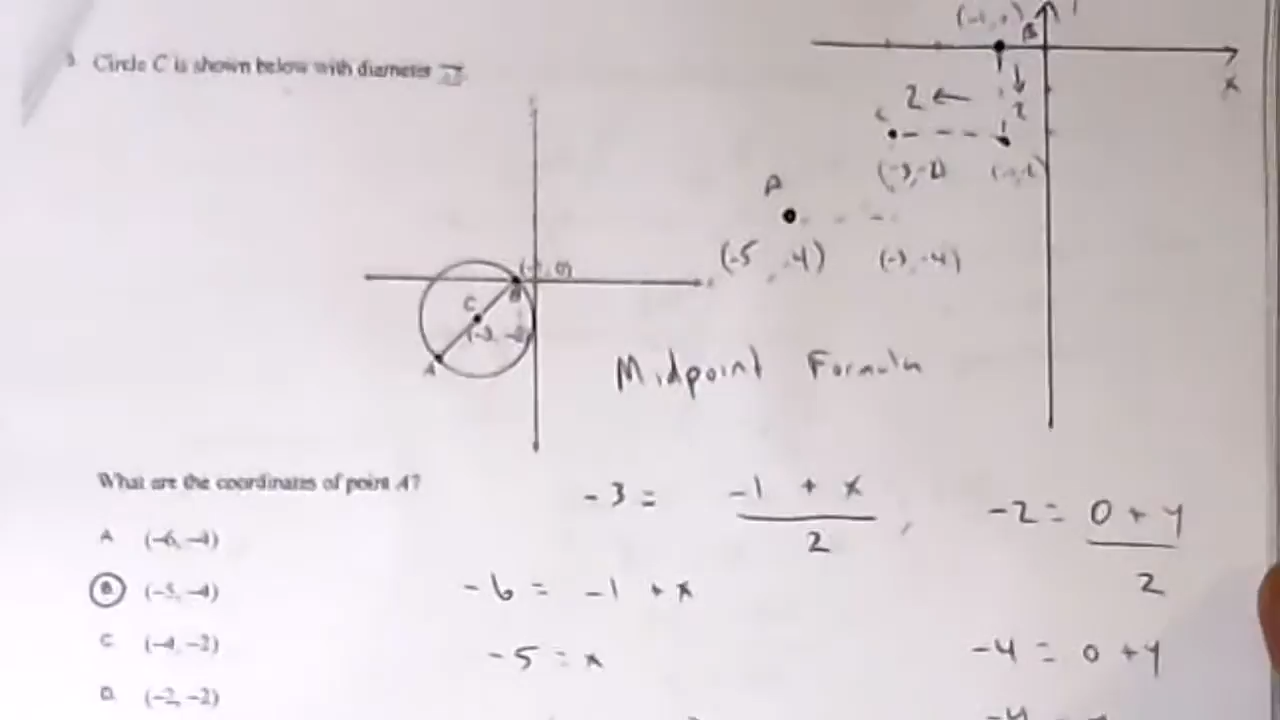 Circle C is shown below with diameter
B
x
2 ← 2
C
(-3,-2)
A
(-5, -4) (-3,-4)
(-1, 0)
B
C
(-3, -2)
A
Midpoint Formula
What are the coordinates of point A?
-3 = -1 + x / 2 , -2 = 0 + y / 2
A. (-6, -4)
B. (-5, -4)
-6 = -1 + x
C. (-4, -2)
-5 = x -4 = 0 + y
D. (-2, -2)